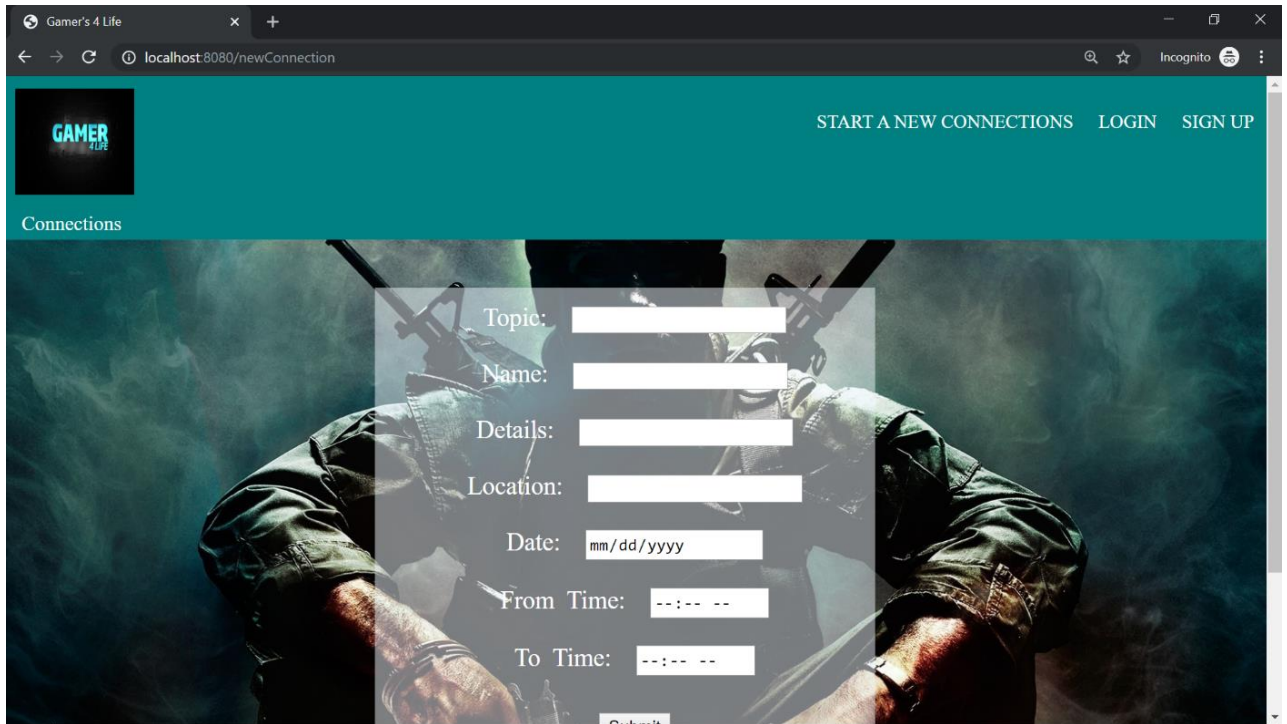 Gamer's 4 Life
localhost:8080/newConnection
Incognito
GAMER
4 LIFE
START A NEW CONNECTIONS LOGIN SIGN UP
Connections
Topic:
Name:
Details:
Location:
Date: mm/dd/yyyy
From Time: --:-- --
To Time: --:-- --
Submit